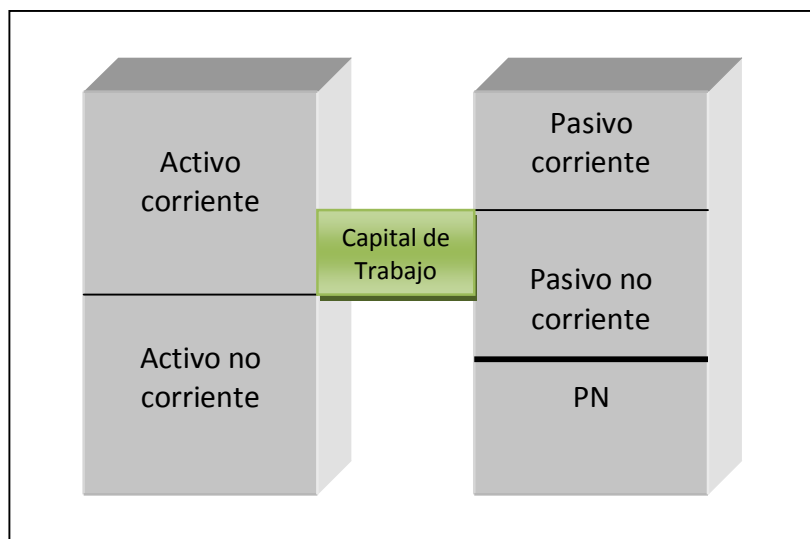 Activo
corriente
Activo no
corriente
Capital de
Trabajo
Pasivo
corriente
Pasivo no
corriente
PN